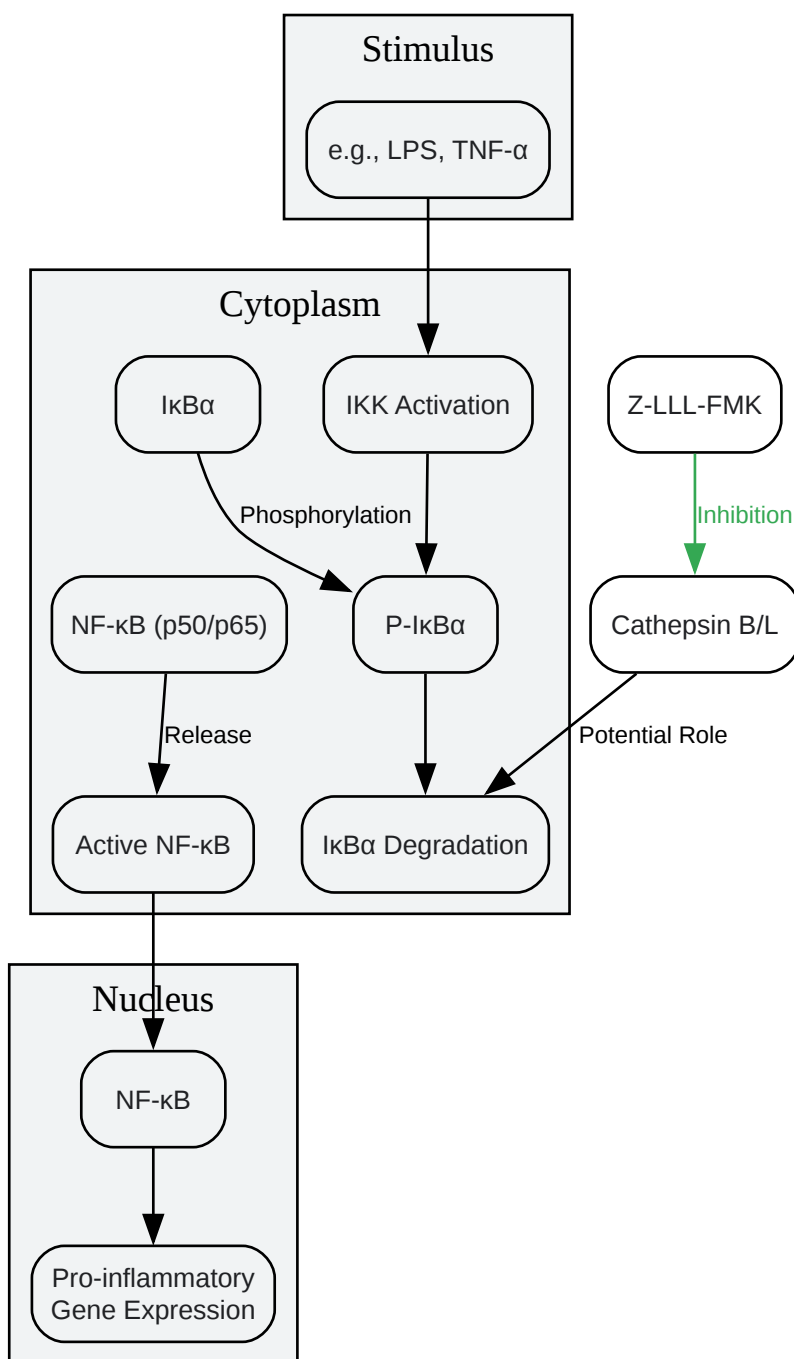 Stimulus
e.g., LPS, TNF-α
Cytoplasm
IκBα
IKK Activation
Z-LLL-FMK
Phosphorylation
Inhibition
NF-κB (p50/p65)
P-IκBα
Cathepsin B/L
Release
Potential Role
Active NF-κB
IκBα Degradation
Nucleus
NF-κB
Pro-inflammatory
Gene Expression